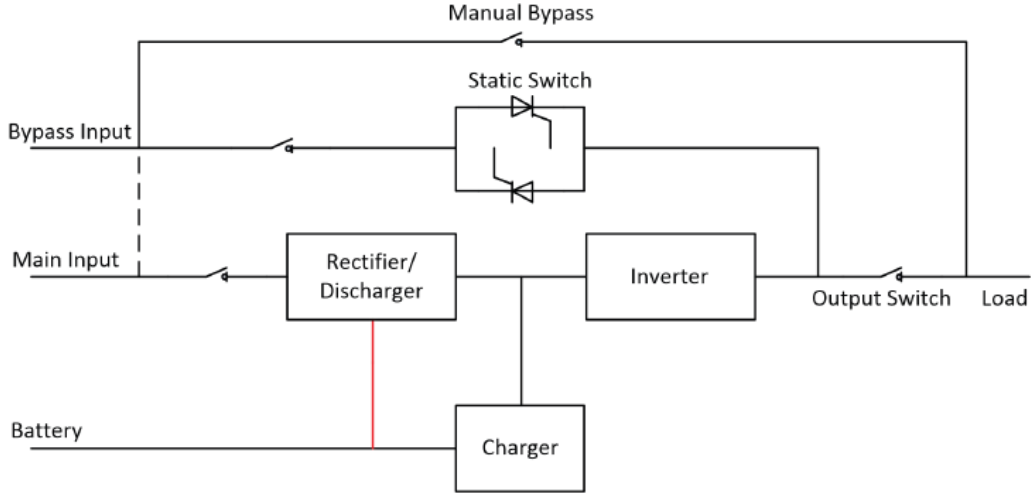 Manual Bypass
Static Switch
Bypass Input
Main Input
Rectifier/
Discharger
Inverter
Output Switch
Load
Battery
Charger